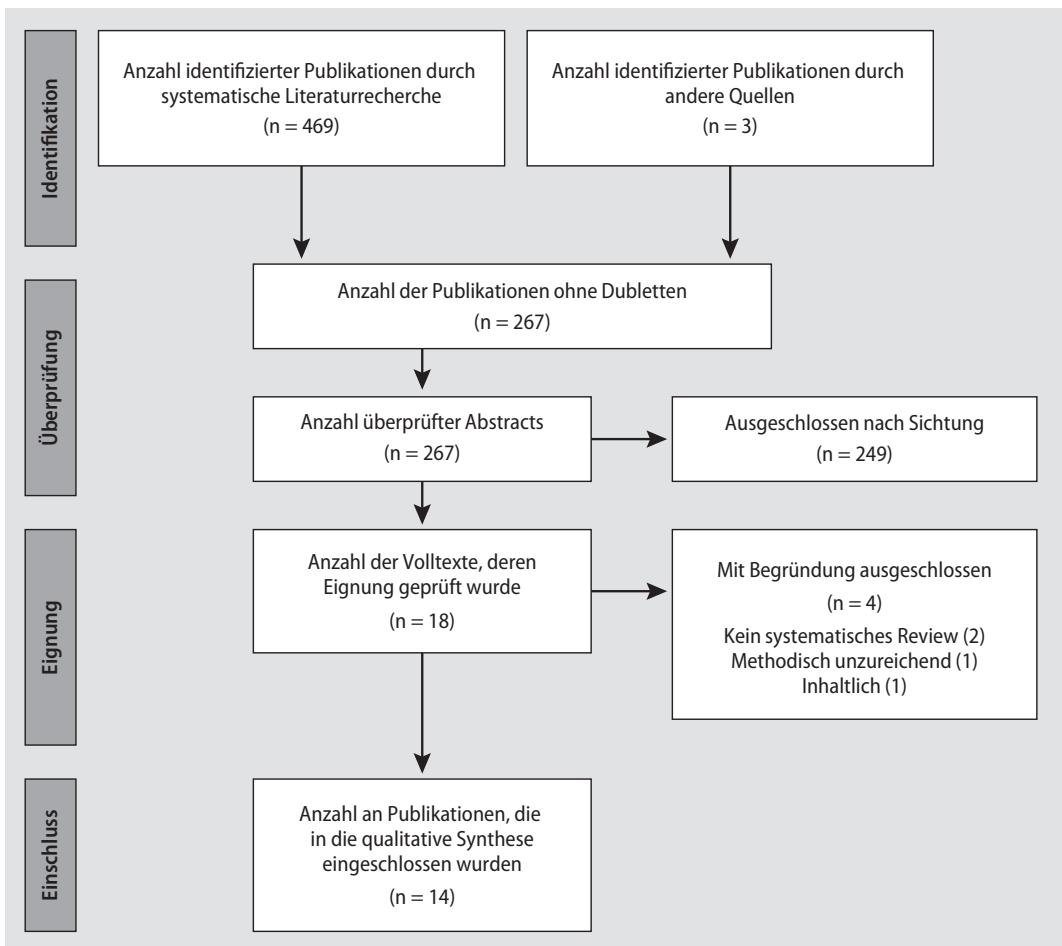 Identifikation
Anzahl identifizierter Publikationen durch
systematische Literaturrecherche
(n = 469)
Anzahl identifizierter Publikationen durch
andere Quellen
(n = 3)
Überprüfung
Anzahl der Publikationen ohne Dubletten
(n = 267)
Anzahl überprüfter Abstracts
(n = 267)
Ausgeschlossen nach Sichtung
(n = 249)
Eignung
Anzahl der Volltexte, deren
Eignung geprüft wurde
(n = 18)
Mit Begründung ausgeschlossen
(n = 4)
Kein systematisches Review (2)
Methodisch unzureichend (1)
Inhaltlich (1)
Einschluss
Anzahl an Publikationen, die
in die qualitative Synthese
eingeschlossen wurden
(n = 14)